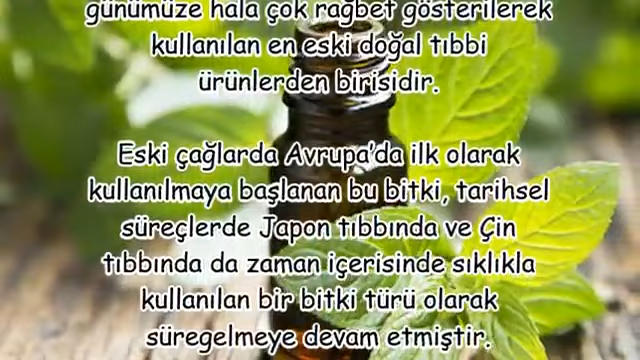 günümüze hala çok rağbet gösterilerek
kullanılan en eski doğal tıbbi
ürünlerden birisidir.
Eski çağlarda Avrupa'da ilk olarak
kullanılmaya başlanan bu bitki, tarihsel
süreçlerde Japon tıbbında ve Çin
tıbbında da zaman içerisinde sıklıkla
kullanılan bir bitki türü olarak
süregelmeye devam etmiştir.